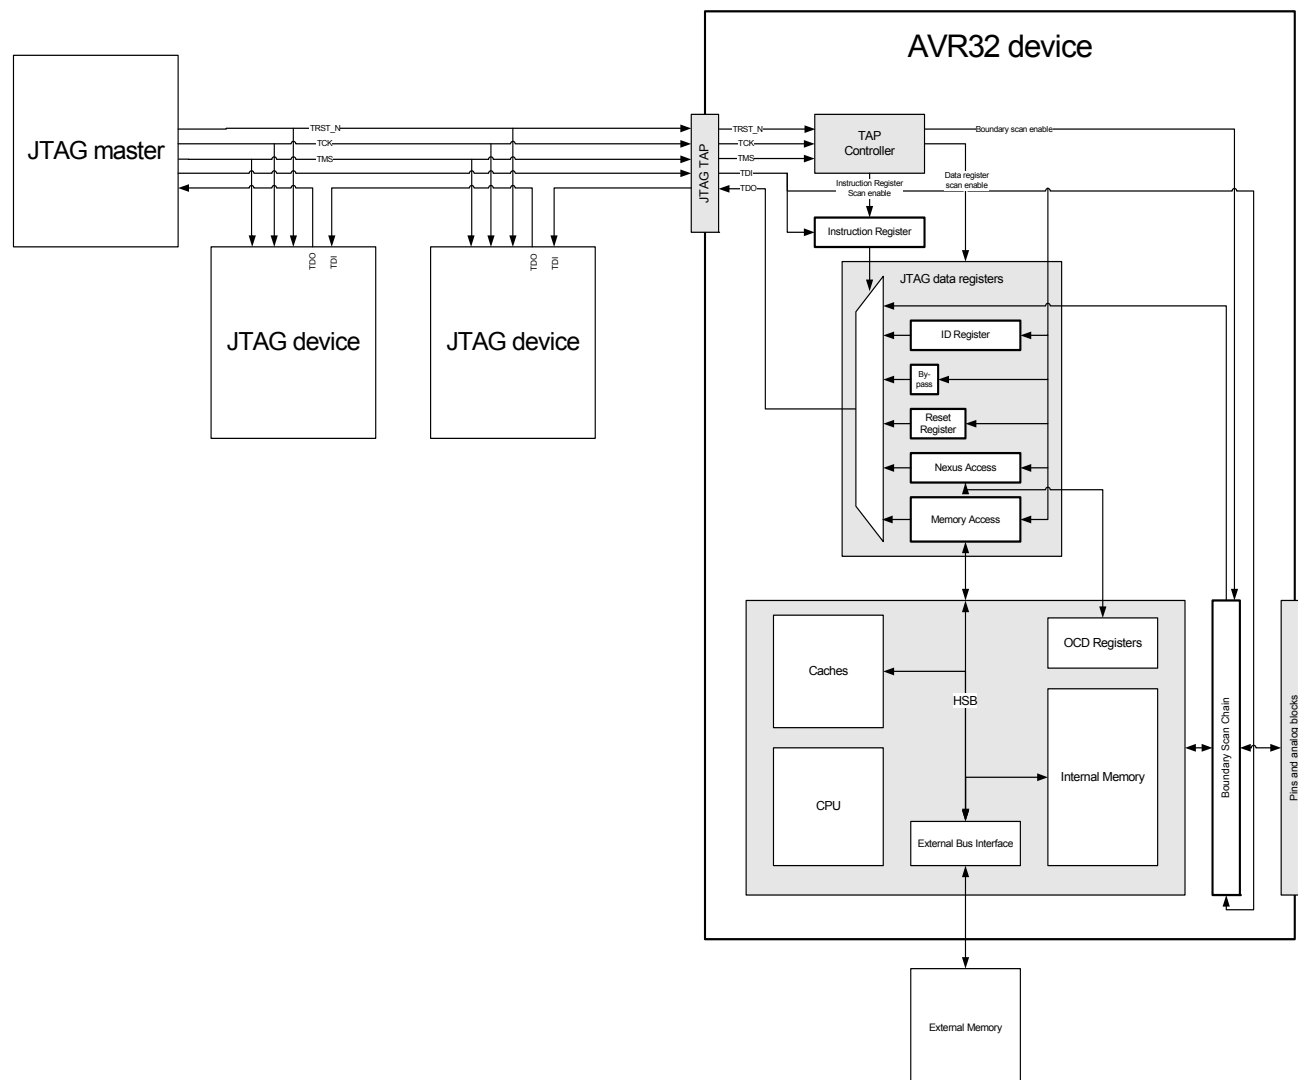 AVR32 device
JTAG master
TRST_N
TCK
TMS
JTAG TAP
TRST_N
TCK
TMS
TDI
TDO
TAP
Controller
Boundary scan enable
Instruction Register
Scan enable
Data register
scan enable
Instruction Register
TDO
TDI
JTAG device
TDO
TDI
JTAG device
JTAG data registers
ID Register
By-
pass
Reset
Register
Nexus Access
Memory Access
Caches
HSB
OCD Registers
CPU
Internal Memory
External Bus Interface
Boundary Scan Chain
Pins and analog blocks
External Memory